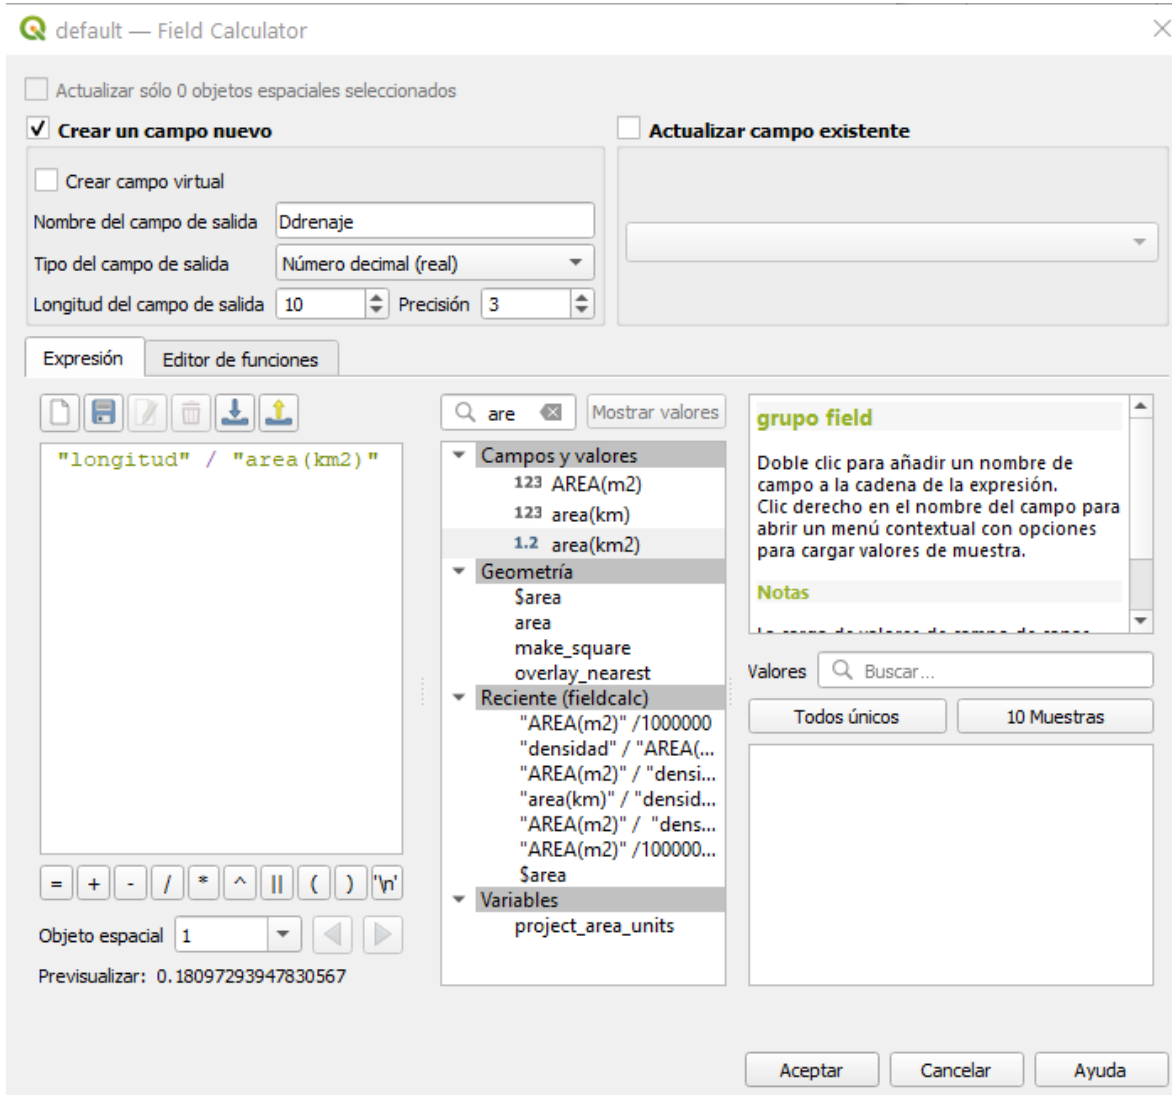 default — Field Calculator
Actualizar sólo 0 objetos espaciales seleccionados
Crear un campo nuevo
Actualizar campo existente
Crear campo virtual
Nombre del campo de salida Ddrenaje
Tipo del campo de salida Número decimal (real)
Longitud del campo de salida 10 Precisión 3
Expresión Editor de funciones
"longitud" / "area(km2)"
= + - / * ^ || ( ) '\n'
Objeto espacial 1
Previsualizar: 0.18097293947830567
are Mostrar valores
Campos y valores
123 AREA(m2)
123 area(km)
1.2 area(km2)
Geometría
$area
area
make_square
overlay_nearest
Reciente (fieldcalc)
"AREA(m2)" /1000000
"densidad" / "AREA(...
"AREA(m2)" / "densi...
"area(km)" / "densid...
"AREA(m2)" /  "dens...
"AREA(m2)" /100000...
$area
Variables
project_area_units
grupo field
Doble clic para añadir un nombre de
campo a la cadena de la expresión.
Clic derecho en el nombre del campo para
abrir un menú contextual con opciones
para cargar valores de muestra.
Notas
Valores Buscar...
Todos únicos 10 Muestras
Aceptar Cancelar Ayuda